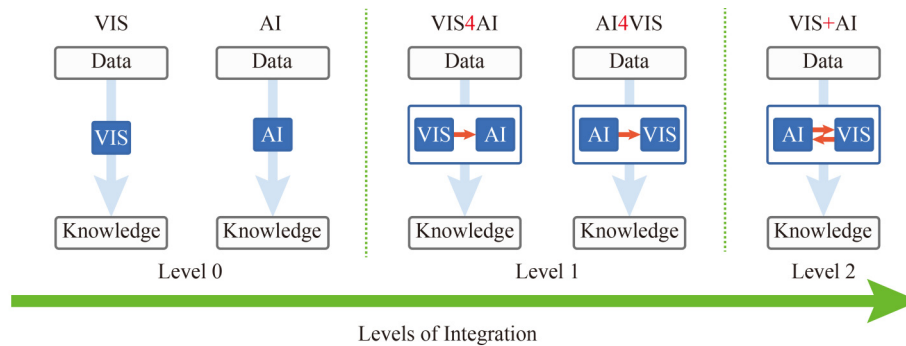 VIS AI VIS4AI AI4VIS VIS+AI
Data Data Data Data Data
VIS AI VIS AI AI VIS AI VIS
Knowledge Knowledge Knowledge Knowledge Knowledge
Level 0 Level 1 Level 2
Levels of Integration